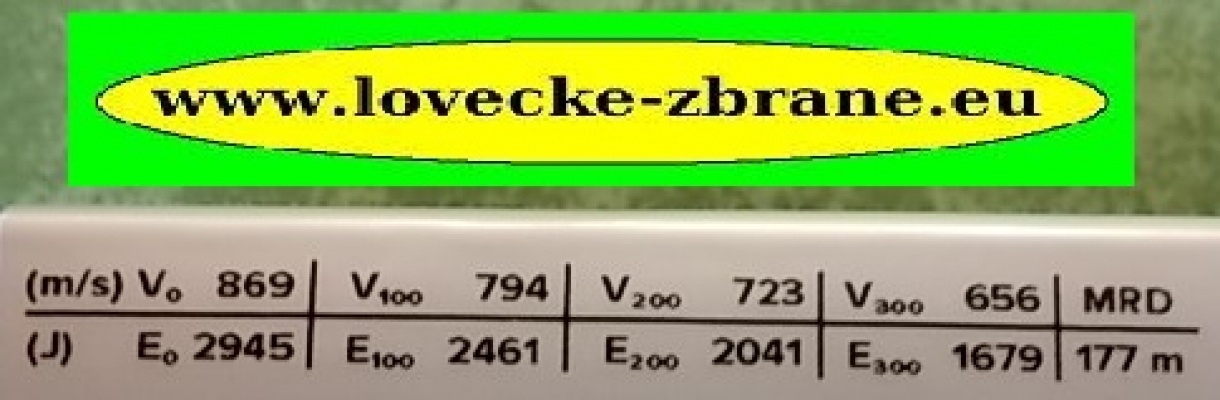 www.lovecke-zbrane.eu
(m/s) V₀ 869 | V₁₀₀ 794 | V₂₀₀ 723 | V₃₀₀ 656 | MRD
(J) E₀ 2945 | E₁₀₀ 2461 | E₂₀₀ 2041 | E₃₀₀ 1679 | 177 m